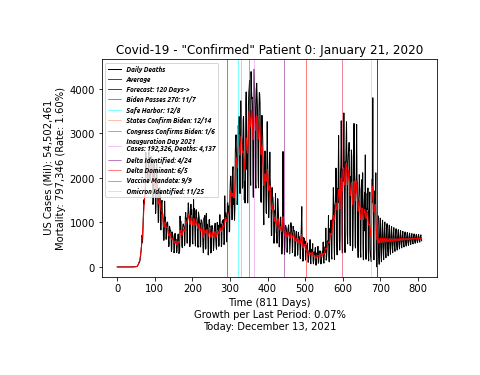 Covid-19 - "Confirmed" Patient 0: January 21, 2020
US Cases (Mil): 54,502,461
Mortality: 797,346 (Rate: 1.60%)
4000
3000
2000
1000
0
Daily Deaths
Average
Forecast: 120 Days->
Biden Passes 270: 11/7
Safe Harbor: 12/8
States Confirm Biden: 12/14
Congress Confirms Biden: 1/6
Inauguration Day 2021
Cases: 192,326, Deaths: 4,137
Delta Identified: 4/24
Delta Dominant: 6/5
Vaccine Mandate: 9/9
Omicron Identified: 11/25
0 100 200 300 400 500 600 700 800
Time (811 Days)
Growth per Last Period: 0.07%
Today: December 13, 2021